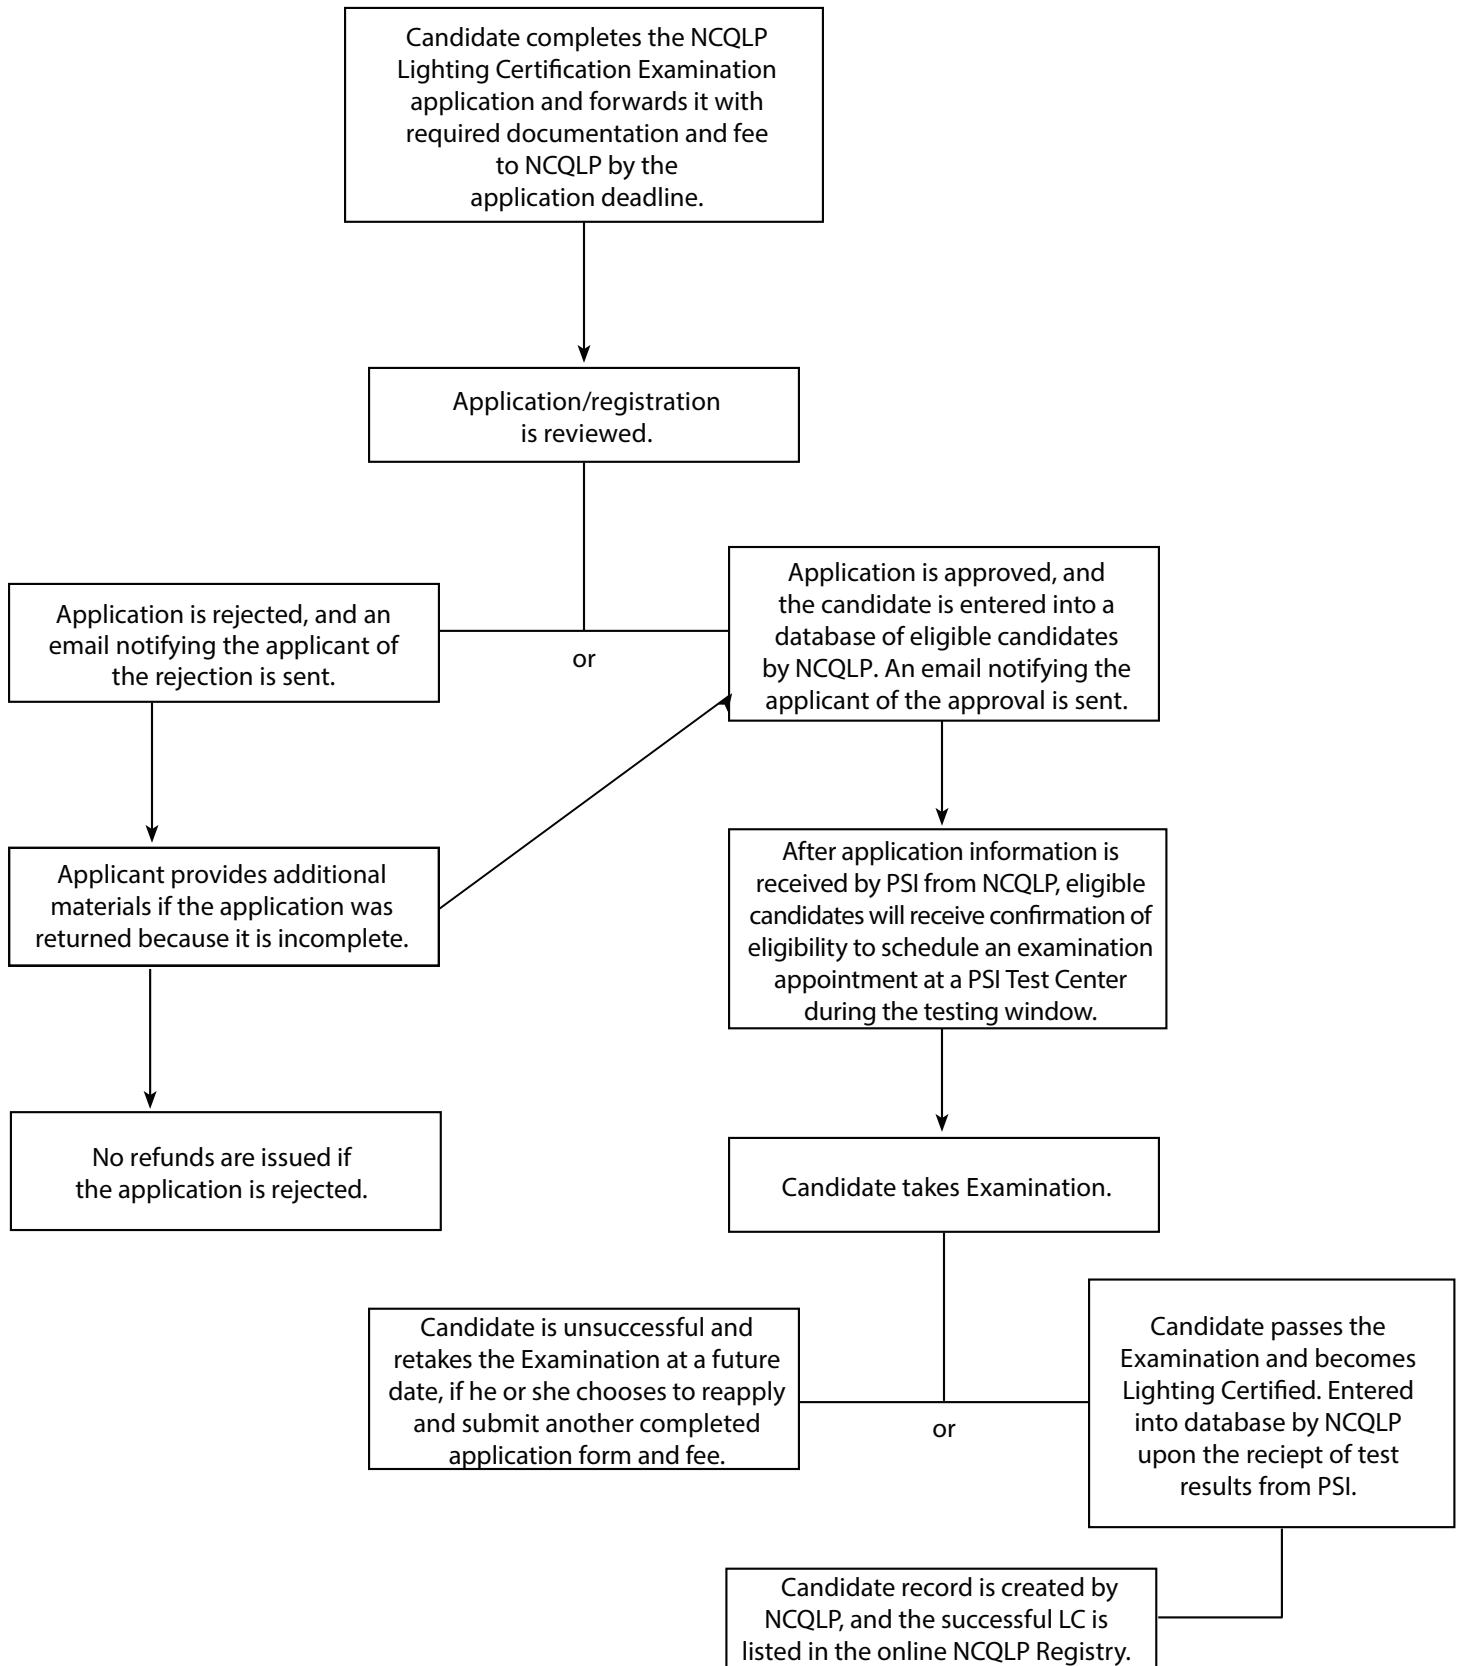 Candidate completes the NCQLP
Lighting Certification Examination
application and forwards it with
required documentation and fee
to NCQLP by the
application deadline.
Application/registration
is reviewed.
Application is rejected, and an
email notifying the applicant of
the rejection is sent.
or
Application is approved, and
the candidate is entered into a
database of eligible candidates
by NCQLP. An email notifying the
applicant of the approval is sent.
Applicant provides additional
materials if the application was
returned because it is incomplete.
After application information is
received by PSI from NCQLP, eligible
candidates will receive confirmation of
eligibility to schedule an examination
appointment at a PSI Test Center
during the testing window.
No refunds are issued if
the application is rejected.
Candidate takes Examination.
Candidate is unsuccessful and
retakes the Examination at a future
date, if he or she chooses to reapply
and submit another completed
application form and fee.
or
Candidate passes the
Examination and becomes
Lighting Certified. Entered
into database by NCQLP
upon the reciept of test
results from PSI.
Candidate record is created by
NCQLP, and the successful LC is
listed in the online NCQLP Registry.